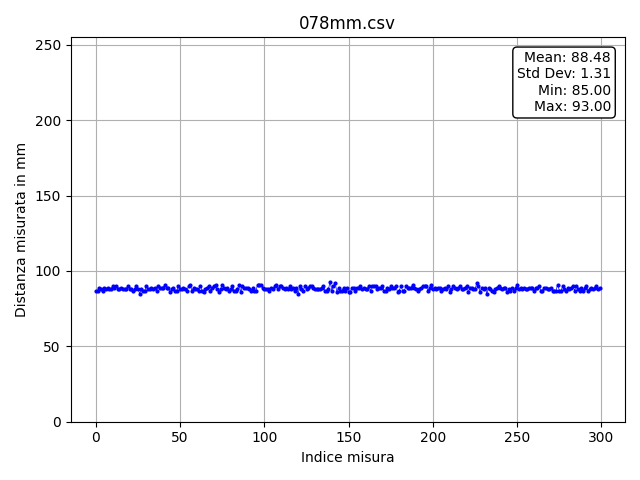 078mm.csv
Mean: 88.48
Std Dev: 1.31
Min: 85.00
Max: 93.00
Distanza misurata in mm
250
200
150
100
50
0
0 50 100 150 200 250 300
Indice misura